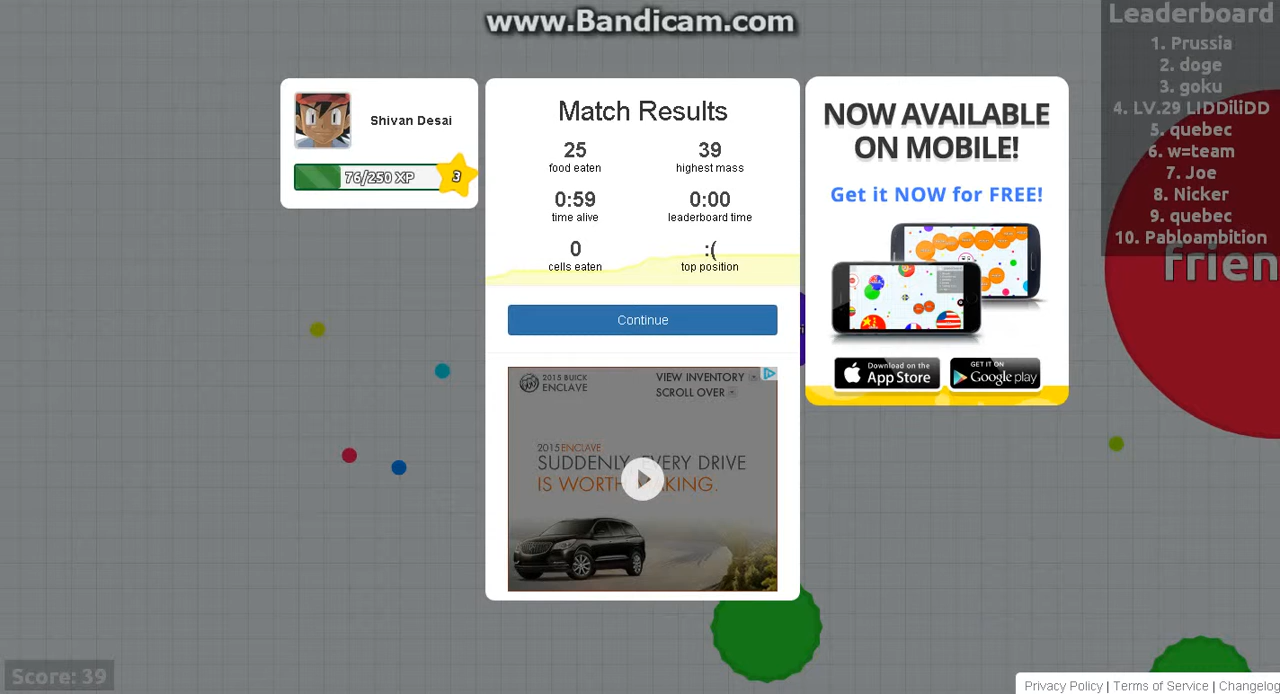 www.Bandicam.com
Leaderboard
1. Prussia
2. doge
3. goku
4. LV.29 LIDDiliDD
5. quebec
6. w=team
7. Joe
8. Nicker
9. quebec
10. Pabloambition
Shivan Desai
76/250 XP
3
Match Results
25
food eaten
39
highest mass
0:59
time alive
0:00
leaderboard time
0
cells eaten
:(
top position
Continue
2015 BUICK
ENCLAVE
VIEW INVENTORY
SCROLL OVER
2015 ENCLAVE
SUDDENLY, EVERY DRIVE
IS WORTH MAKING.
NOW AVAILABLE
ON MOBILE!
Get it NOW for FREE!
Download on the
App Store
GET IT ON
Google play
frien
Score: 39
Privacy Policy | Terms of Service | Changelog